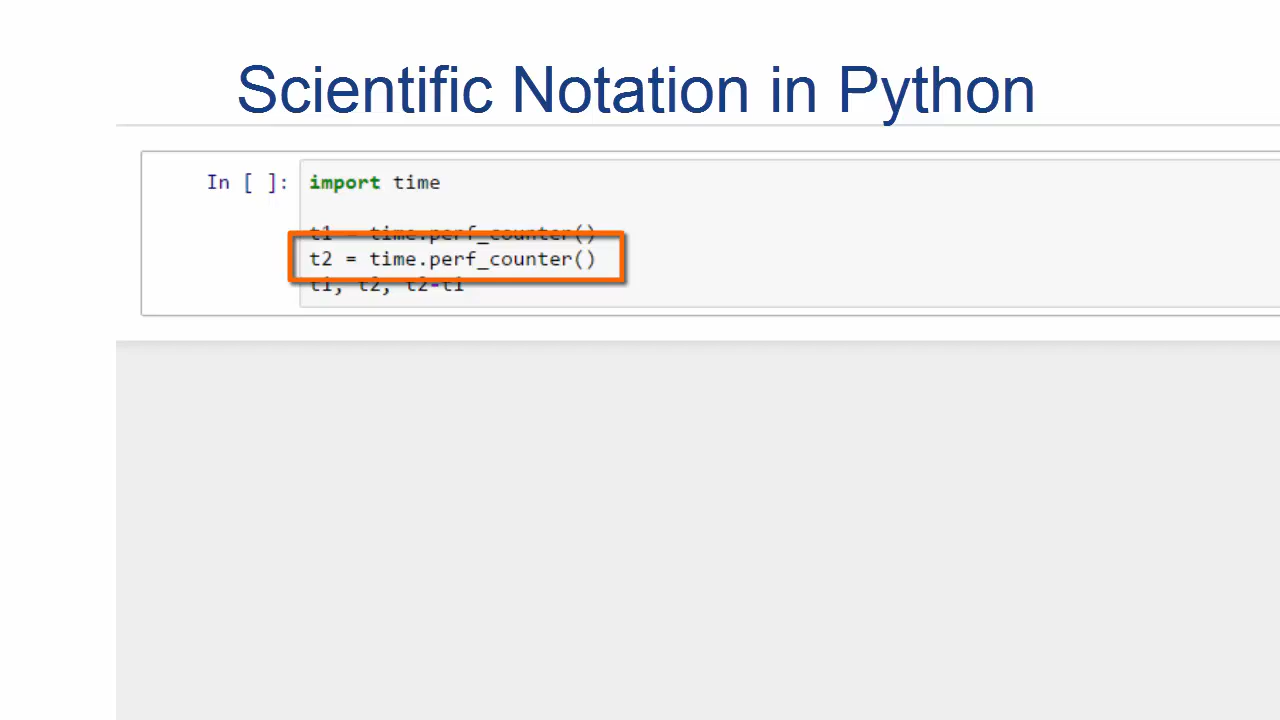 Scientific Notation in Python
In [ ]: import time
t1 = time.perf_counter()
t2 = time.perf_counter()
t1, t2, t2-t1